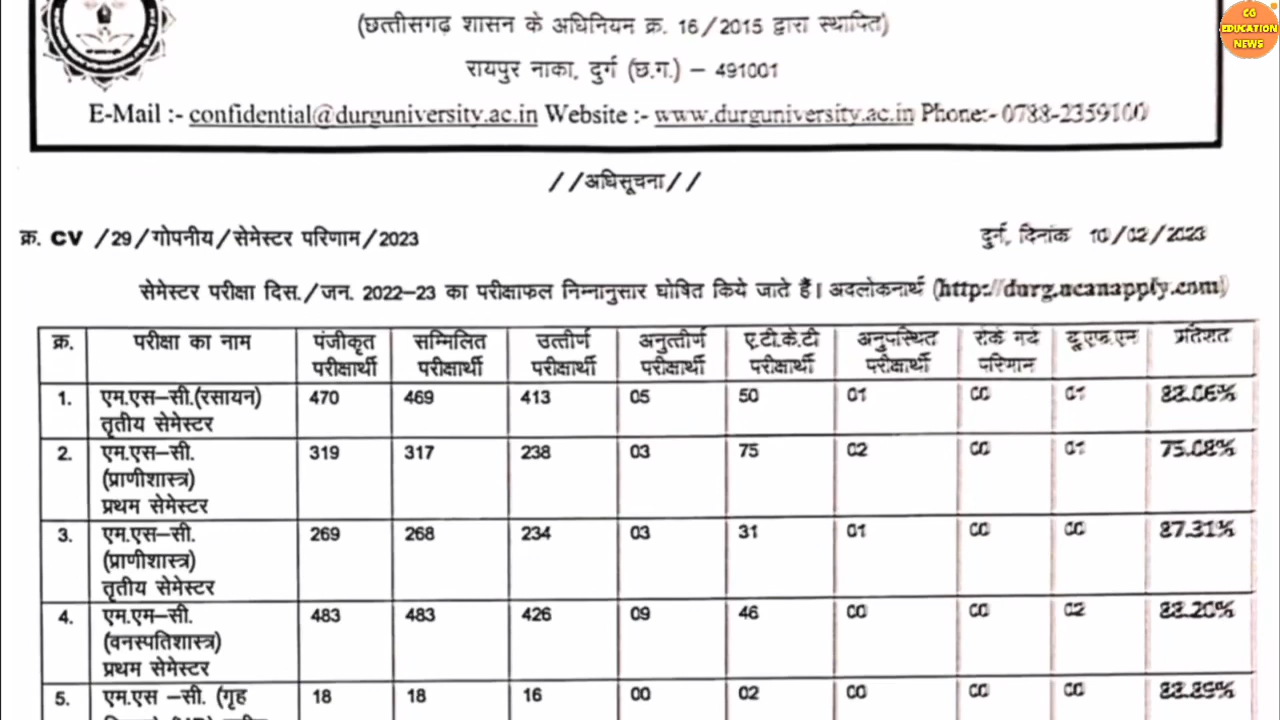 (छत्तीसगढ़ शासन के अधिनियम क्र. 16/2015 द्वारा स्थापित)
रायपुर नाका, दुर्ग (छ.ग.) – 491001
E-Mail :- confidential@durguniversity.ac.in Website :- www.durguniversity.ac.in Phone:- 0788-2359100
CG EDUCATION NEWS
//अधिसूचना//
क्र. CV /29/गोपनीय/सेमेस्टर परिणाम/2023 दुर्ग, दिनांक 10/02/2023
सेमेस्टर परीक्षा दिस./जन. 2022–23 का परीक्षाफल निम्नानुसार घोषित किये जाते हैं। अवलोकनार्थ (http://durg.ucanapply.com)
क्र. परीक्षा का नाम पंजीकृत परीक्षार्थी सम्मिलित परीक्षार्थी उत्तीर्ण परीक्षार्थी अनुत्तीर्ण परीक्षार्थी ए.टी.के.टी परीक्षार्थी अनुपस्थित परीक्षार्थी रोके गये परिणाम यू.एफ.एम प्रतिशत
1. एम.एस–सी.(रसायन) 470 469 413 05 50 01 00 01 88.06%
तृतीय सेमेस्टर
2. एम.एस–सी. 319 317 238 03 75 02 00 01 75.08%
(प्राणीशास्त्र)
प्रथम सेमेस्टर
3. एम.एस–सी. 269 268 234 03 31 01 00 00 87.31%
(प्राणीशास्त्र)
तृतीय सेमेस्टर
4. एम.एम–सी. 483 483 426 09 46 00 00 02 88.20%
(वनस्पतिशास्त्र)
प्रथम सेमेस्टर
5. एम.एस –सी. (गृह 18 18 16 00 02 00 00 00 88.89%